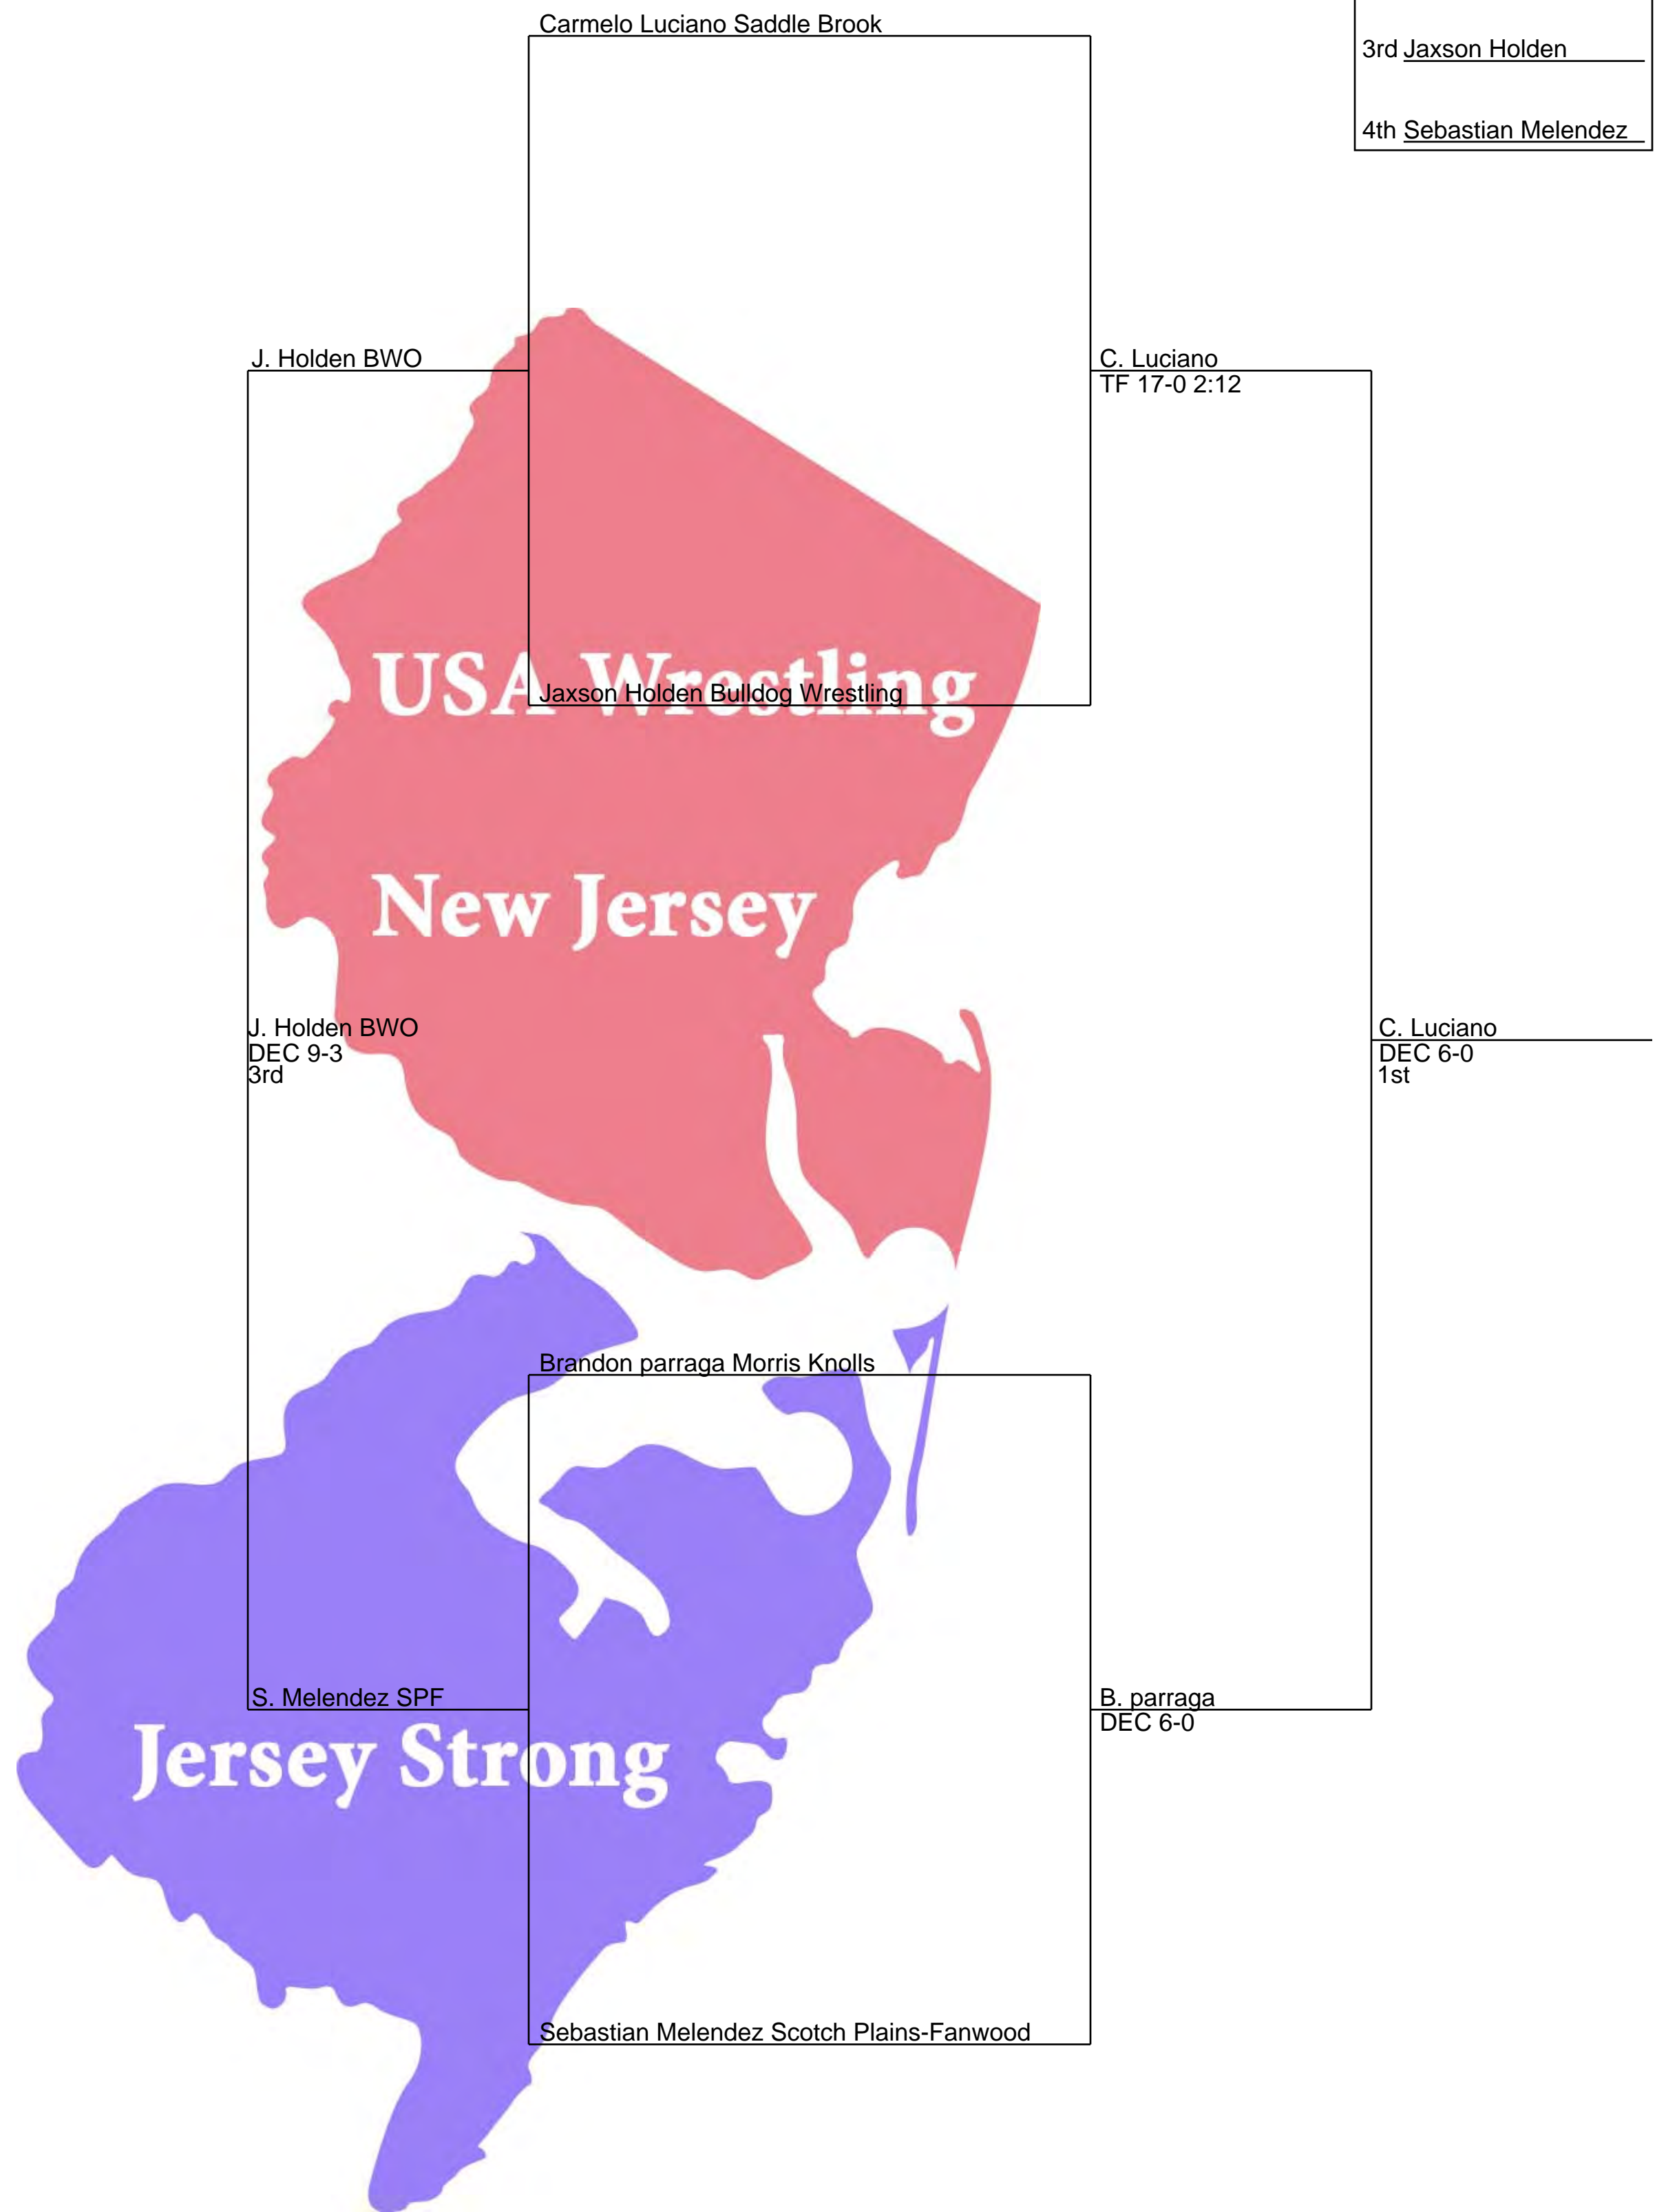 Carmelo Luciano Saddle Brook
3rd Jaxson Holden
4th Sebastian Melendez
J. Holden BWO
C. Luciano
TF 17-0 2:12
USA Wrestling
Jaxson Holden Bulldog Wrestling
New Jersey
J. Holden BWO
DEC 9-3
3rd
C. Luciano
DEC 6-0
1st
Brandon parraga Morris Knolls
S. Melendez SPF
B. parraga
DEC 6-0
Jersey Strong
Sebastian Melendez Scotch Plains-Fanwood